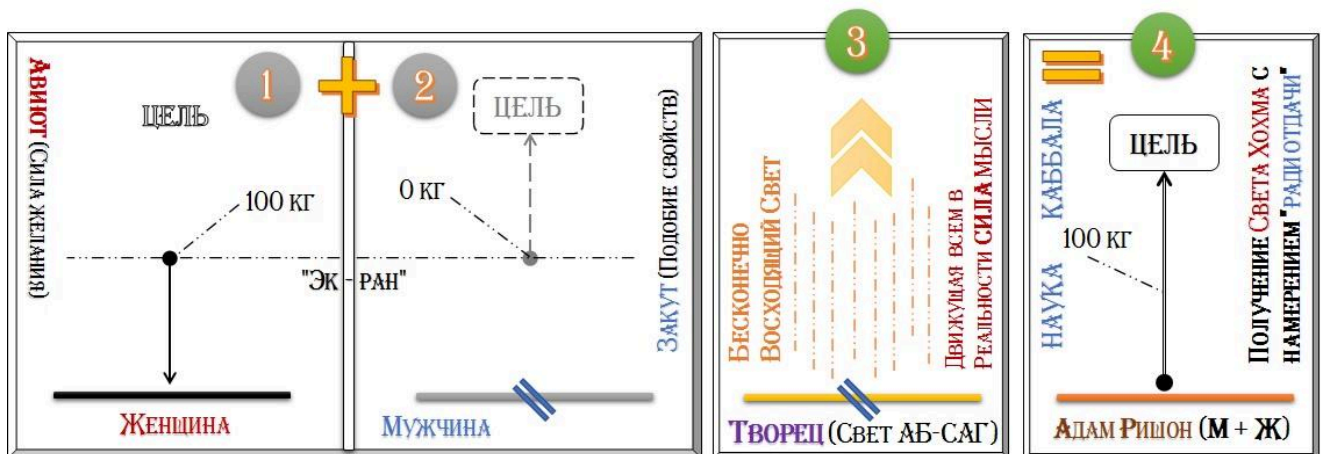 1
+
2
ЦЕЛЬ
ЦЕЛЬ
АВИЮТ (СИЛА ЖЕЛАНИЯ)
100 КГ
0 КГ
"ЭК - РАН"
ЗАКУТ (ПОДОБИЕ СВОЙСТВ)
ЖЕНЩИНА
МУЖЧИНА
3
БЕСКОНЕЧНО
ВОСХОДЯЩИЙ СВЕТ
ДВИЖУЩАЯ ВСЕМ В
РЕАЛЬНОСТИ СИЛА МЫСЛИ
ТВОРЕЦ (СВЕТ АБ-САГ)
=
4
НАУКА КАББАЛА
ЦЕЛЬ
100 КГ
ПОЛУЧЕНИЕ СВЕТА ХОХМА С
НАМЕРЕНИЕМ "РАДИ ОТДАЧИ"
АДАМ РИШОН (М + Ж)